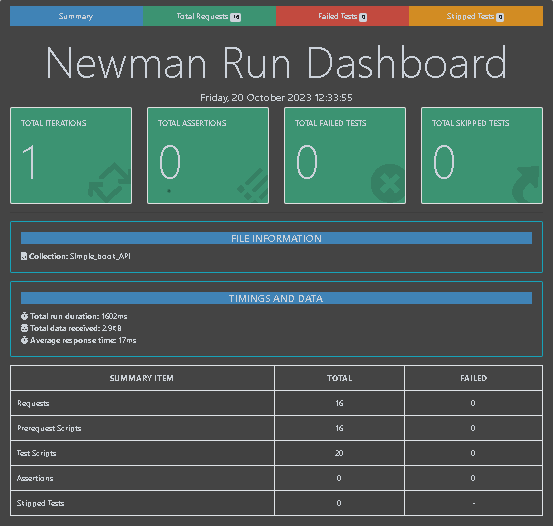 Summary
Total Requests 16
Failed Tests 0
Skipped Tests 0
Newman Run Dashboard
Friday, 20 October 2023 12:33:55
TOTAL ITERATIONS
1
TOTAL ASSERTIONS
0
TOTAL FAILED TESTS
0
TOTAL SKIPPED TESTS
0
FILE INFORMATION
Collection: Simple_book_API
TIMINGS AND DATA
Total run duration: 1602ms
Total data received: 2.9KB
Average response time: 17ms
SUMMARY ITEM TOTAL FAILED
Requests 16 0
Prerequest Scripts 16 0
Test Scripts 20 0
Assertions 0 0
Skipped Tests 0 -